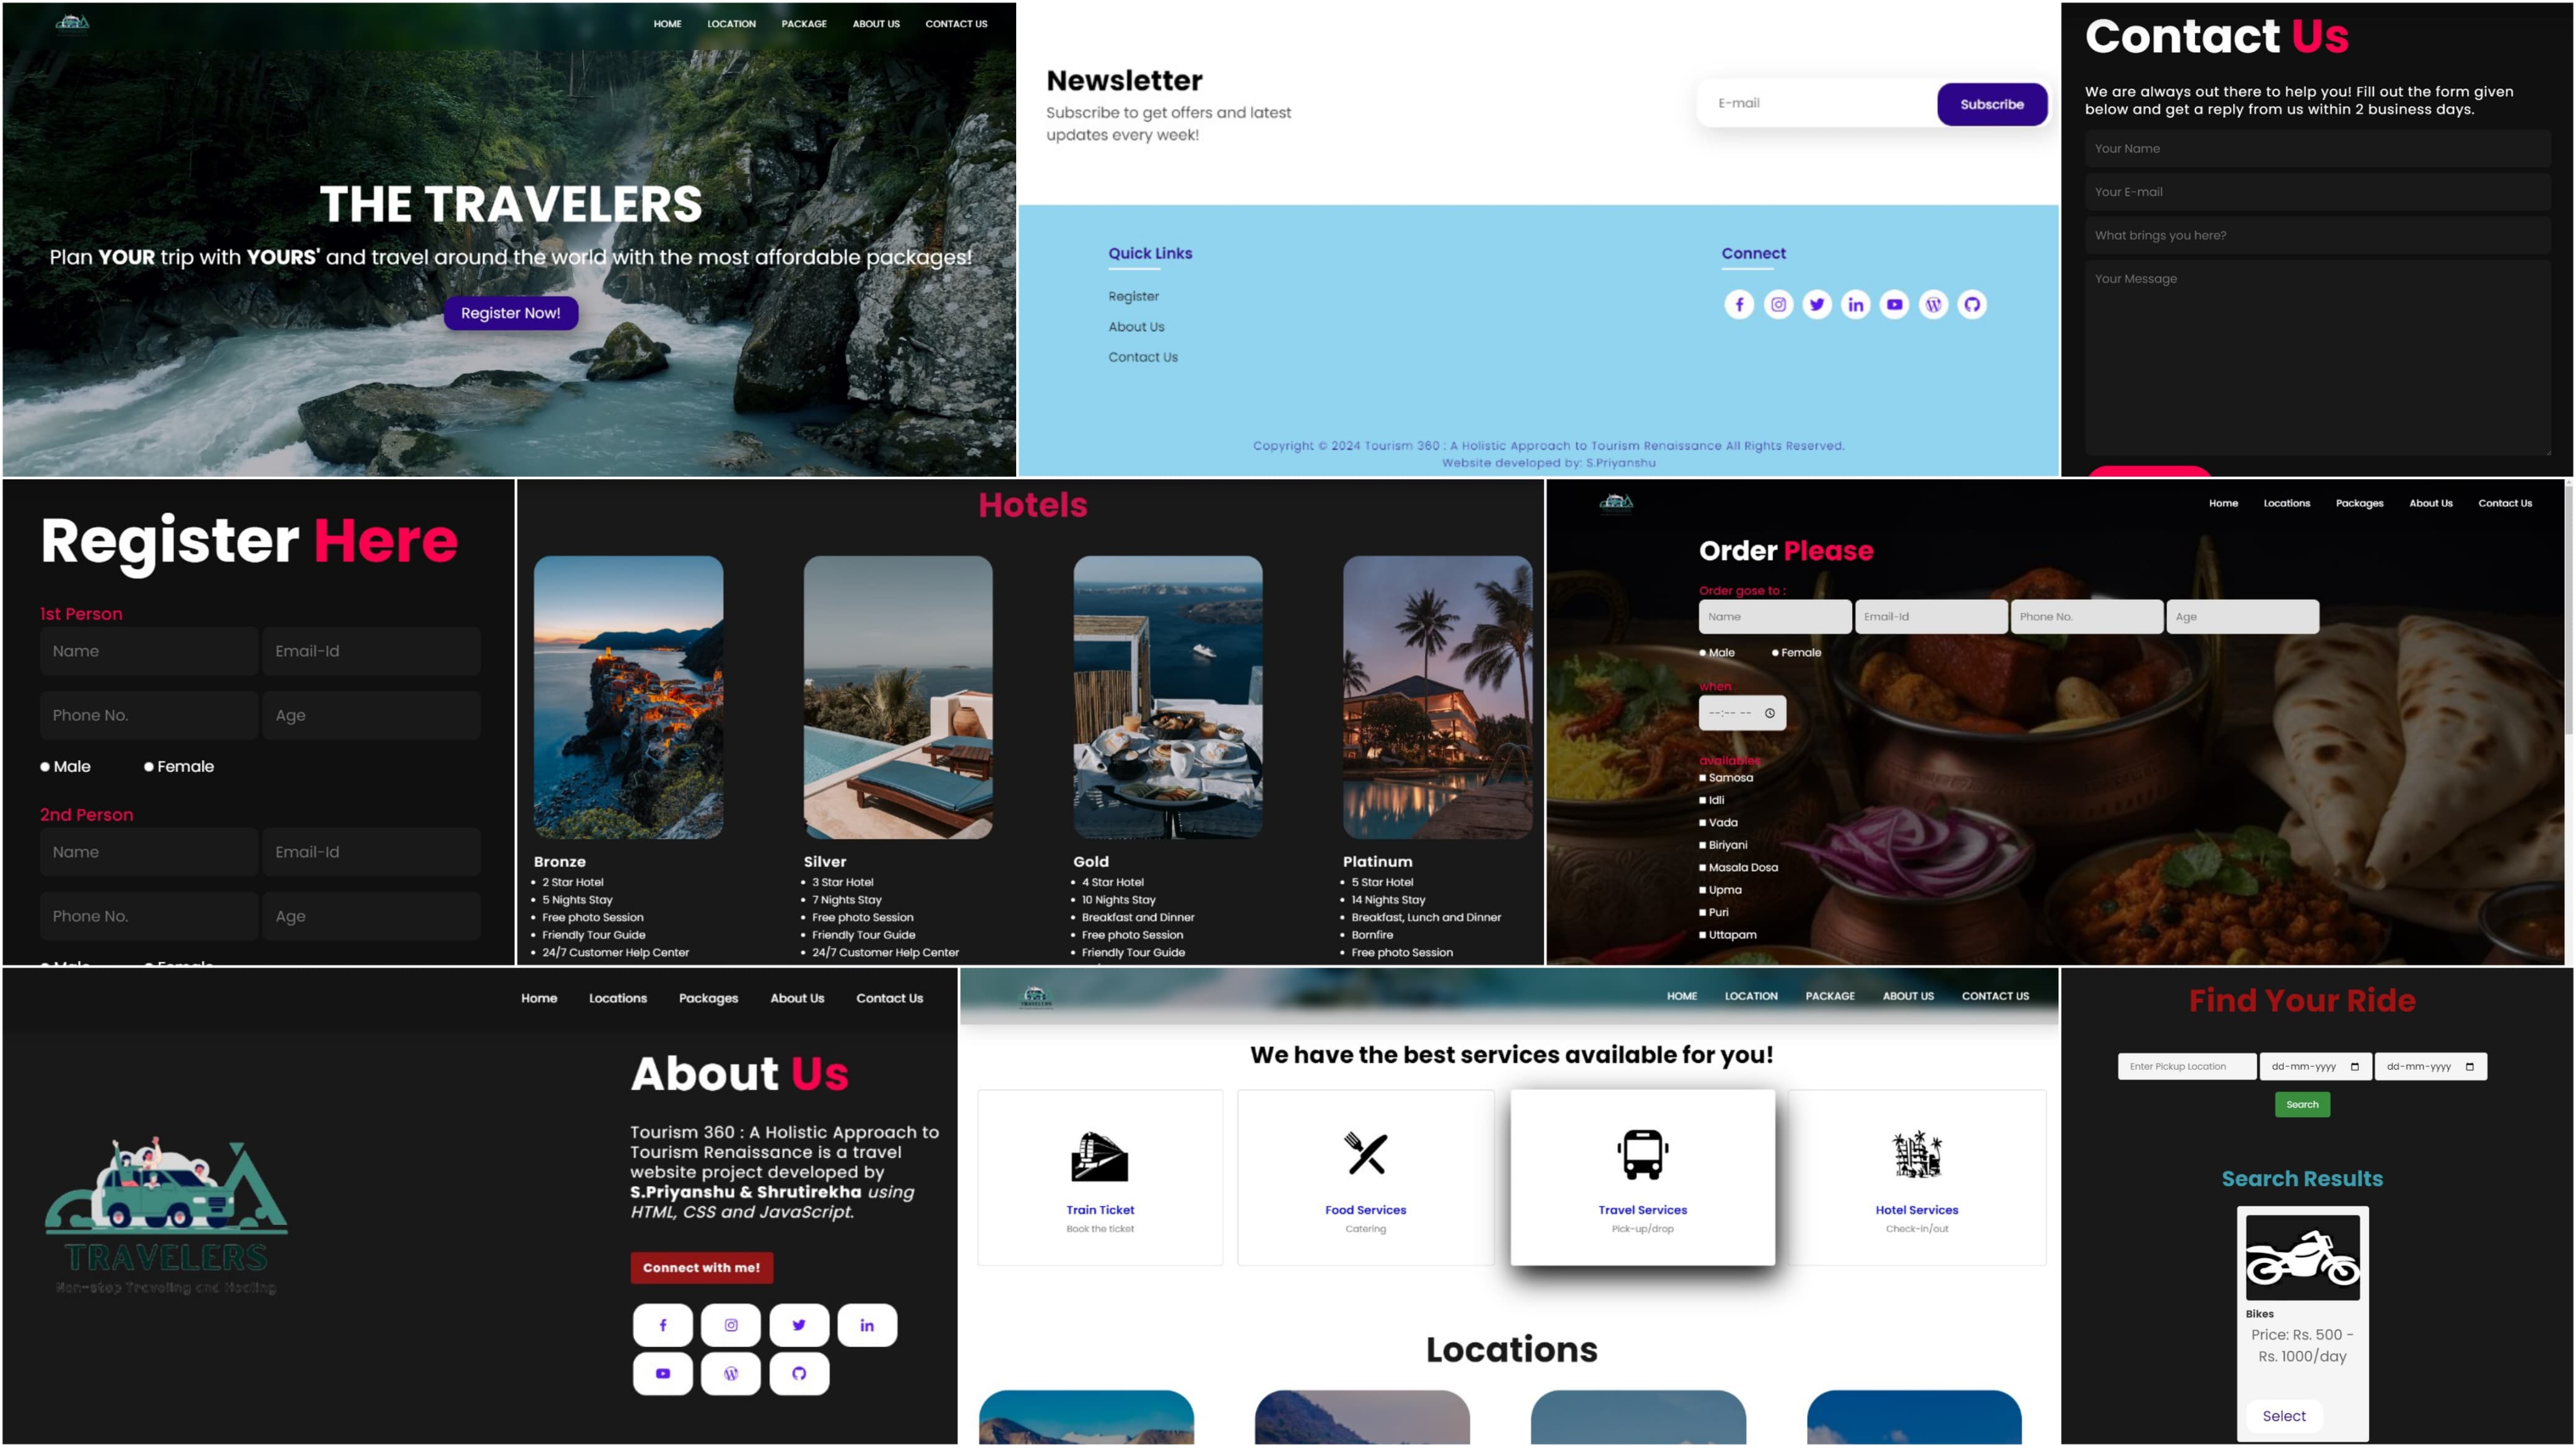 HOME LOCATION PACKAGE ABOUT US CONTACT US
THE TRAVELERS
Plan YOUR trip with YOURS' and travel around the world with the most affordable packages!
Register Now!
Newsletter
Subscribe to get offers and latest
updates every week!
E-mail
Subscribe
Quick Links
Register
About Us
Contact Us
Connect
Copyright © 2024 Tourism 360 : A Holistic Approach to Tourism Renaissance All Rights Reserved.
Website developed by: S.Priyanshu
Contact Us
We are always out there to help you! Fill out the form given
below and get a reply from us within 2 business days.
Your Name
Your E-mail
What brings you here?
Your Message
Register Here
1st Person
Name Email-Id
Phone No. Age
Male Female
2nd Person
Name Email-Id
Phone No. Age
Male Female
Hotels
Bronze
2 Star Hotel
5 Nights Stay
Free photo Session
Friendly Tour Guide
24/7 Customer Help Center
Silver
3 Star Hotel
7 Nights Stay
Free photo Session
Friendly Tour Guide
24/7 Customer Help Center
Gold
4 Star Hotel
10 Nights Stay
Breakfast and Dinner
Free photo Session
Friendly Tour Guide
Platinum
5 Star Hotel
14 Nights Stay
Breakfast, Lunch and Dinner
Bornfire
Free photo Session
Home Locations Packages About Us Contact Us
Order Please
Order gose to :
Name Email-Id Phone No. Age
Male Female
when
--:-- --
availables
Samosa
Idli
Vada
Biriyani
Masala Dosa
Upma
Puri
Uttapam
Home Locations Packages About Us Contact Us
TRAVELERS
Non-stop Traveling and Hosting
About Us
Tourism 360 : A Holistic Approach to
Tourism Renaissance is a travel
website project developed by
S.Priyanshu & Shrutirekha using
HTML, CSS and JavaScript.
Connect with me!
TRAVELERS
HOME LOCATION PACKAGE ABOUT US CONTACT US
We have the best services available for you!
Train Ticket
Book the ticket
Food Services
Catering
Travel Services
Pick-up/drop
Hotel Services
Check-in/out
Locations
Find Your Ride
Enter Pickup Location dd-mm-yyyy dd-mm-yyyy
Search
Search Results
Bikes
Price: Rs. 500 -
Rs. 1000/day
Select